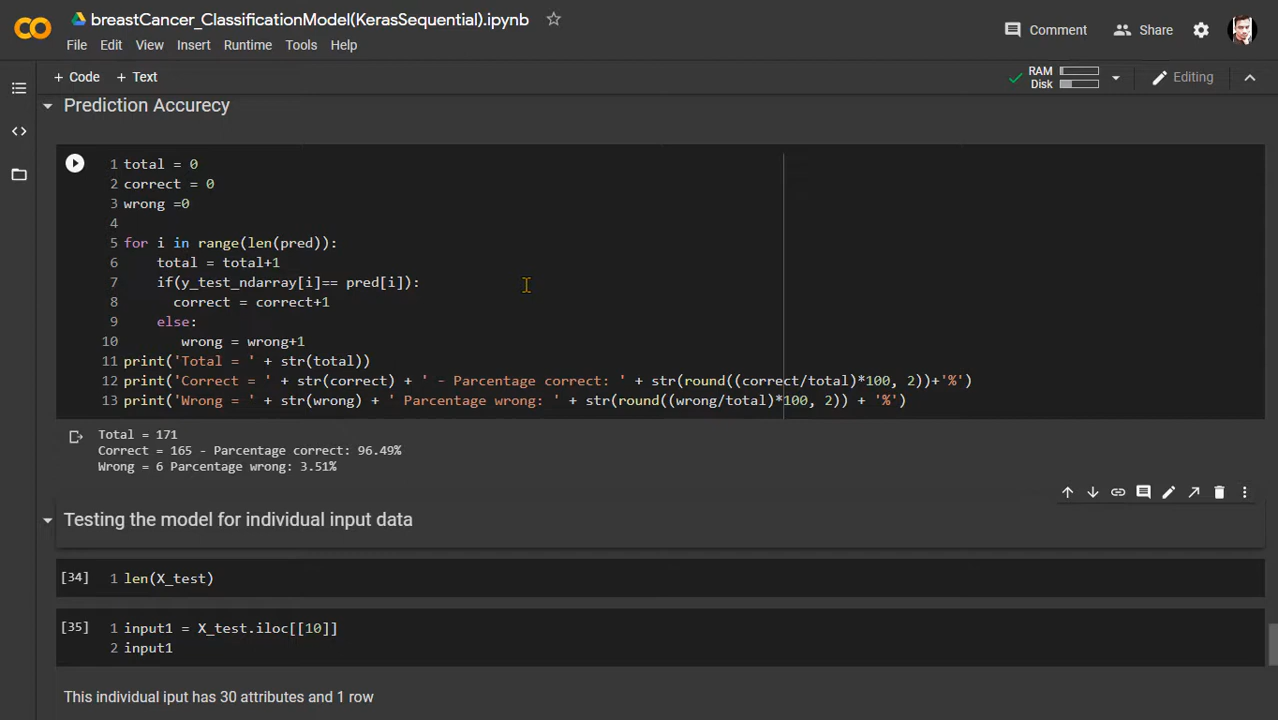 breastCancer_ClassificationModel(KerasSequential).ipynb
File Edit View Insert Runtime Tools Help
Comment
Share
+ Code + Text
RAM
Disk
Editing
Prediction Accurecy
1 total = 0
2 correct = 0
3 wrong =0
4
5 for i in range(len(pred)):
6 total = total+1
7 if(y_test_ndarray[i]== pred[i]):
8 correct = correct+1
9 else:
10 wrong = wrong+1
11 print('Total = ' + str(total))
12 print('Correct = ' + str(correct) + ' - Parcentage correct: ' + str(round((correct/total)*100, 2))+'%')
13 print('Wrong = ' + str(wrong) + ' Parcentage wrong: ' + str(round((wrong/total)*100, 2)) + '%')
Total = 171
Correct = 165 - Parcentage correct: 96.49%
Wrong = 6 Parcentage wrong: 3.51%
Testing the model for individual input data
[34] 1 len(X_test)
[35] 1 input1 = X_test.iloc[[10]]
2 input1
This individual iput has 30 attributes and 1 row